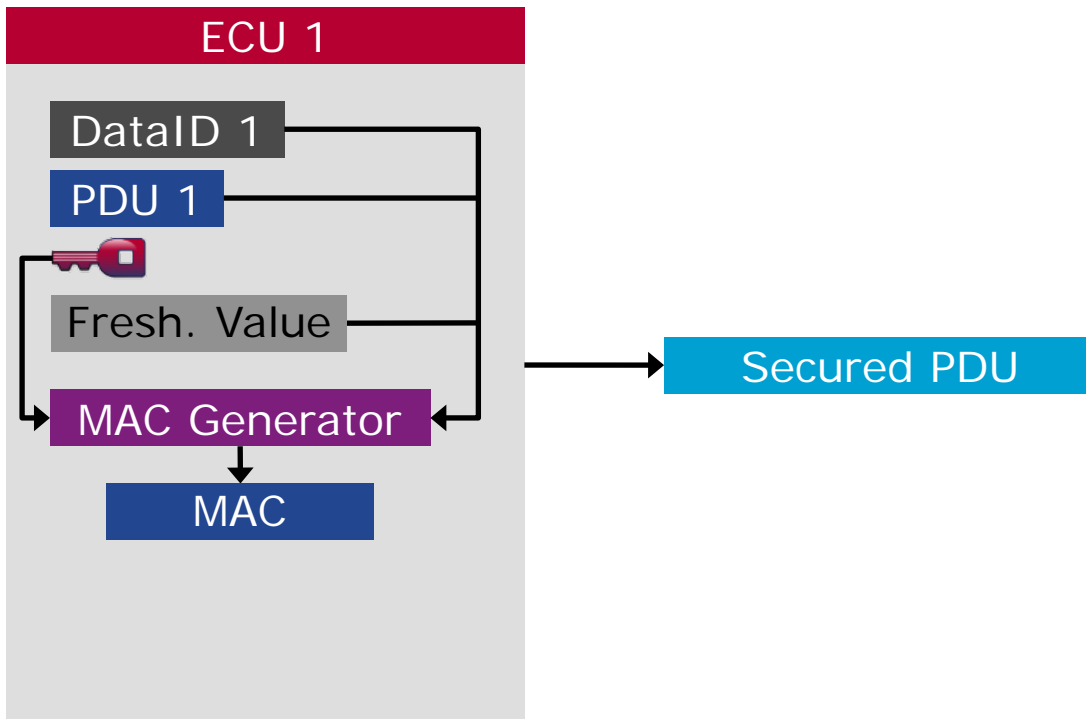 ECU 1
DataID 1
PDU 1
Fresh. Value
Secured PDU
MAC Generator
MAC